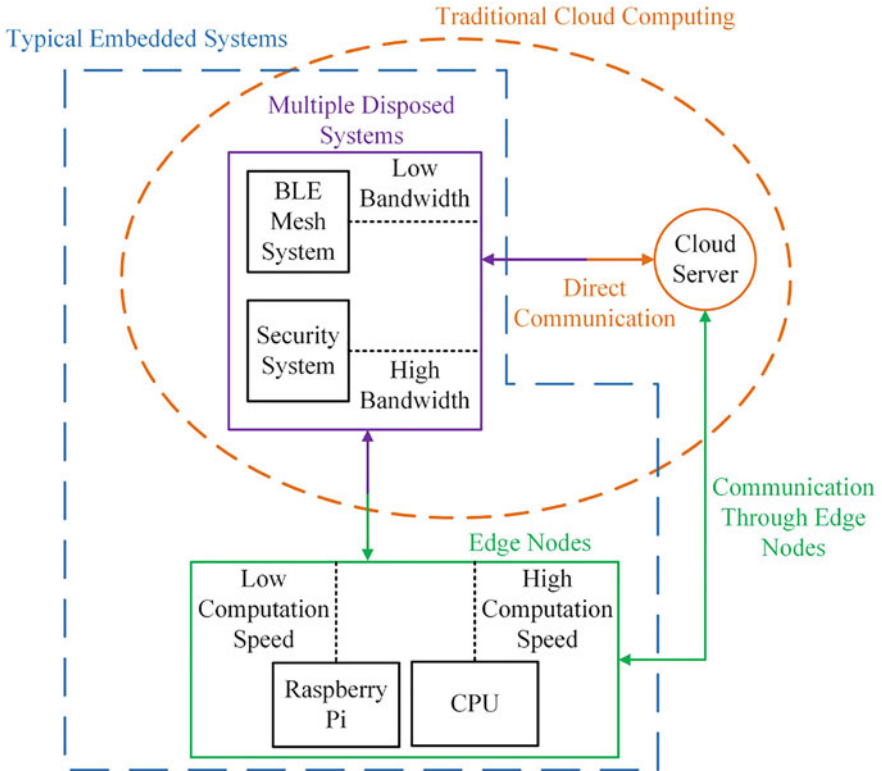 Traditional Cloud Computing
Typical Embedded Systems
Multiple Disposed
Systems
BLE
Mesh
System
Low
Bandwidth
Security
System
High
Bandwidth
Cloud
Server
Direct
Communication
Communication
Through Edge
Nodes
Edge Nodes
Low
Computation
Speed
High
Computation
Speed
Raspberry
Pi
CPU